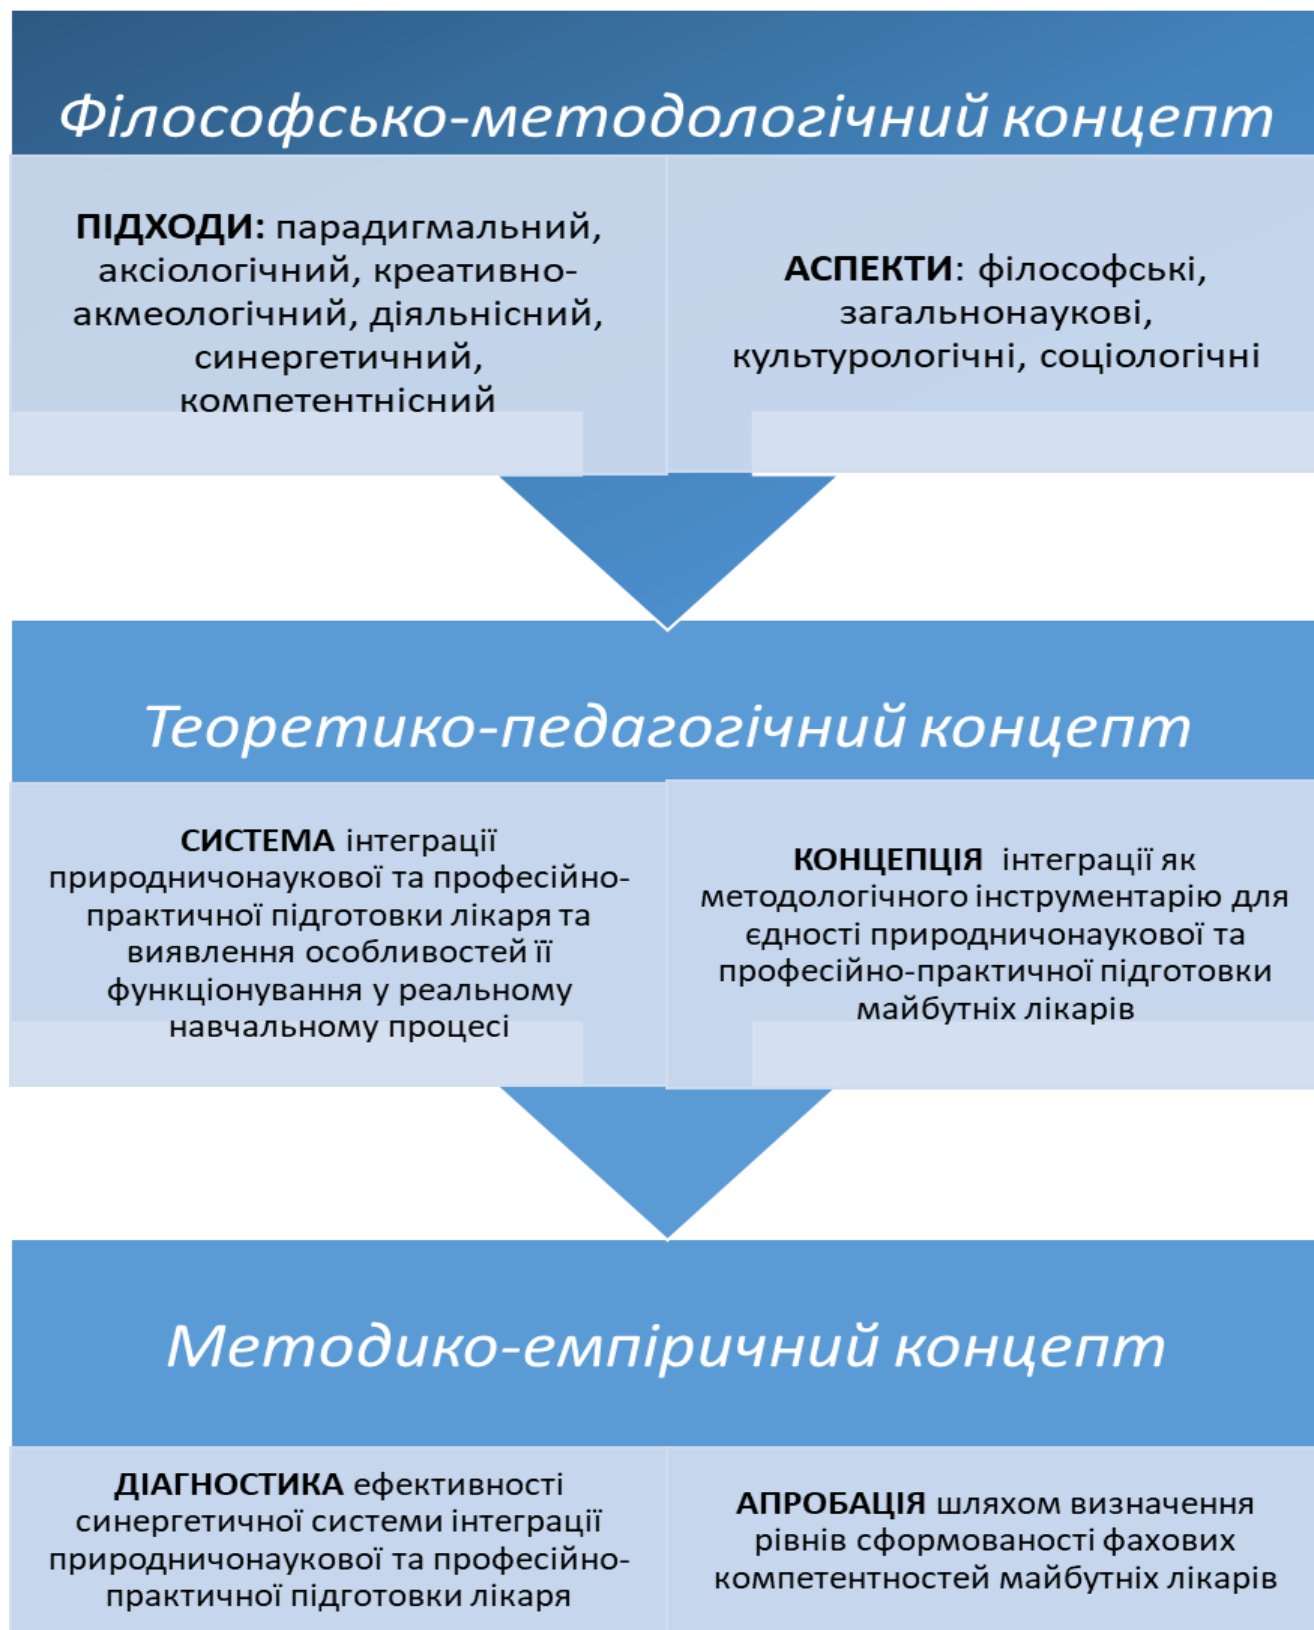 Філософсько-методологічний концепт
ПІДХОДИ: парадигмальний,
аксіологічний, креативно-
акмеологічний, діяльнісний,
синергетичний,
компетентнісний
АСПЕКТИ: філософські,
загальнонаукові,
культурологічні, соціологічні
Теоретико-педагогічний концепт
СИСТЕМА інтеграції
природничонаукової та професійно-
практичної підготовки лікаря та
виявлення особливостей її
функціонування у реальному
навчальному процесі
КОНЦЕПЦІЯ інтеграції як
методологічного інструментарію для
єдності природничонаукової та
професійно-практичної підготовки
майбутніх лікарів
Методико-емпіричний концепт
ДІАГНОСТИКА ефективності
синергетичної системи інтеграції
природничонаукової та професійно-
практичної підготовки лікаря
АПРОБАЦІЯ шляхом визначення
рівнів сформованості фахових
компетентностей майбутніх лікарів